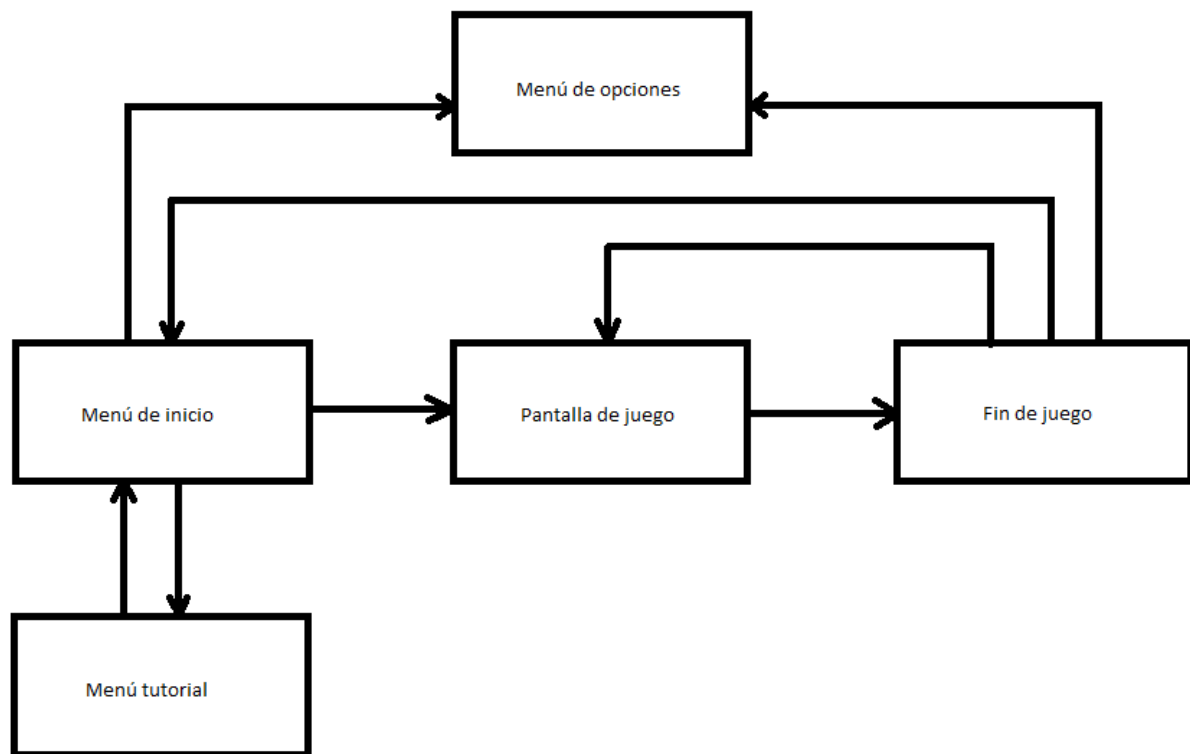 Menú de opciones
Menú de inicio
Pantalla de juego
Fin de juego
Menú tutorial